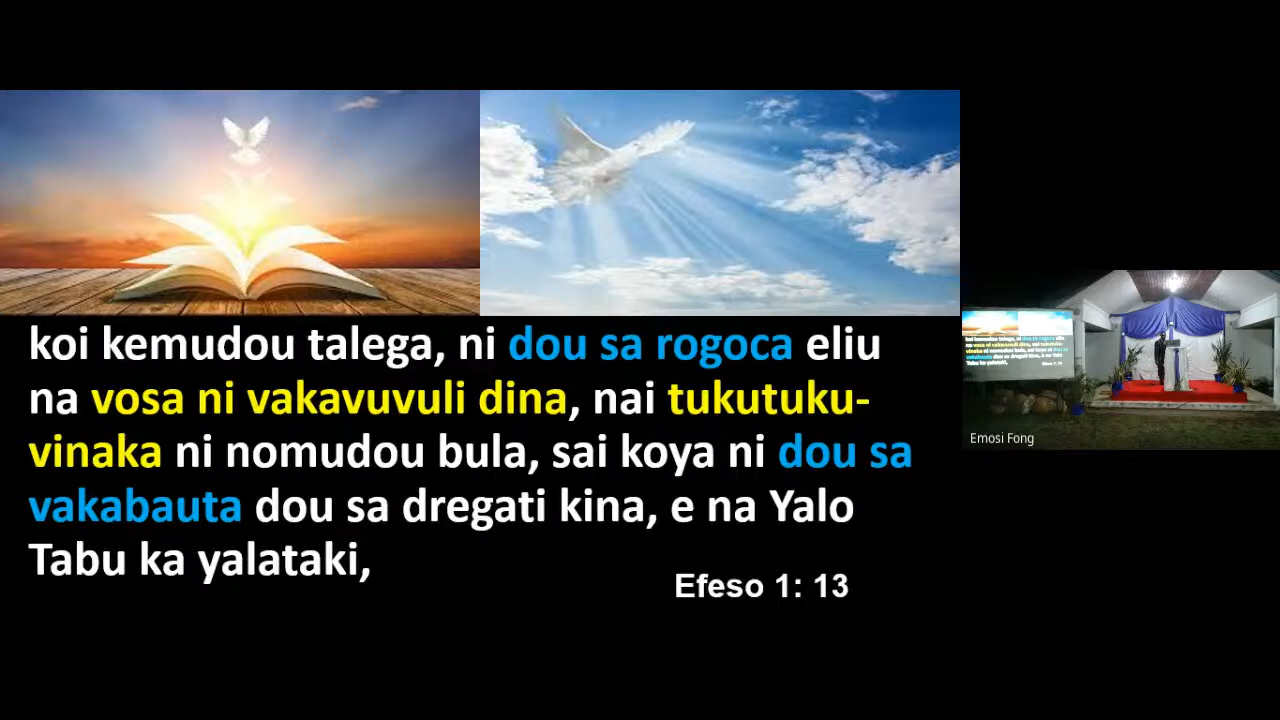 koi kemudou talega, ni dou sa rogoca eliu
na vosa ni vakavuvuli dina, nai tukutuku-
vinaka ni nomudou bula, sai koya ni dou sa
vakabauta dou sa dregati kina, e na Yalo
Tabu ka yalataki,
Efeso 1: 13
Emosi Fong